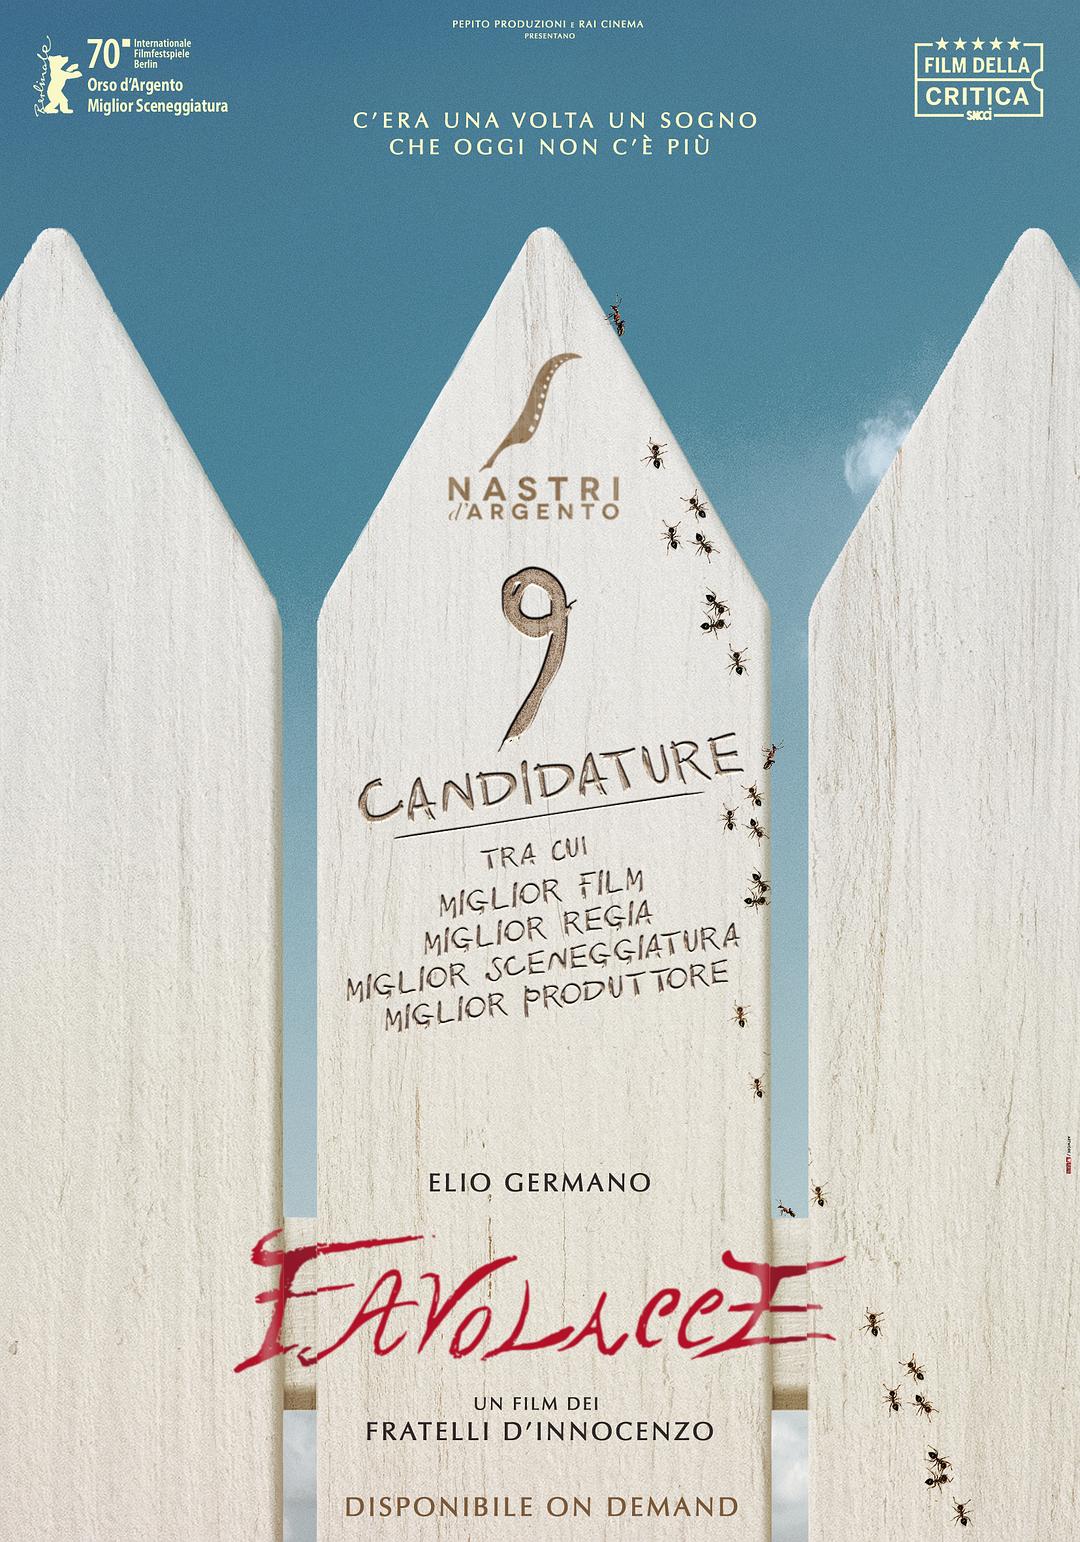 PEPITO PRODUZIONI E RAI CINEMA
PRESENTANO
Berlinale
70
Internationale
Filmfestspiele
Berlin
Orso d'Argento
Miglior Sceneggiatura
FILM DELLA
CRITICA
SNCCI
C'ERA UNA VOLTA UN SOGNO
CHE OGGI NON C'È PIÙ
NASTRI
d'ARGENTO
9
CANDIDATURE
TRA CUI
MIGLIOR FILM
MIGLIOR REGIA
MIGLIOR SCENEGGIATURA
MIGLIOR PRODUTTORE
ELIO GERMANO
FAVOLACCE
UN FILM DEI
FRATELLI D'INNOCENZO
DISPONIBILE ON DEMAND